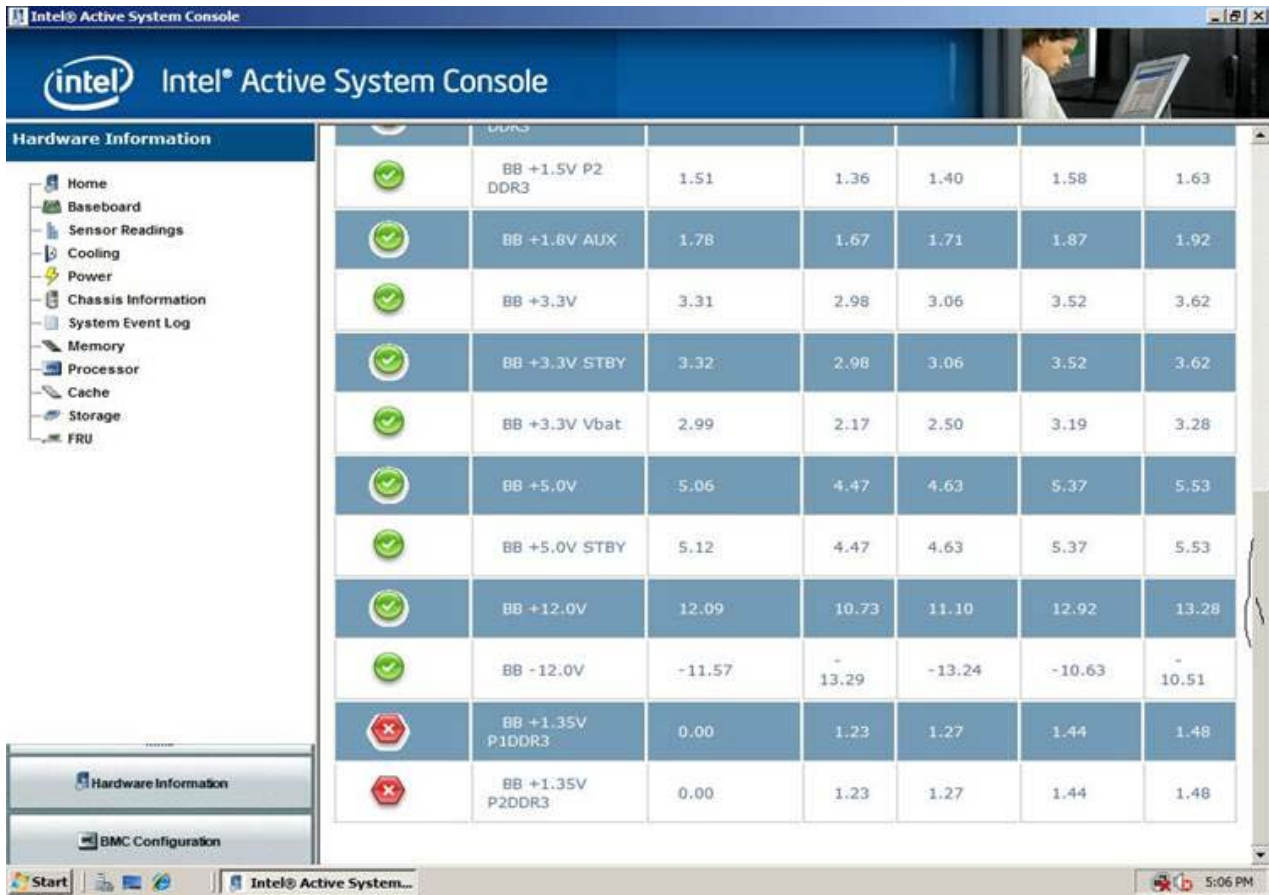 Intel® Active System Console
intel Intel® Active System Console
Hardware Information
Home
Baseboard
Sensor Readings
Cooling
Power
Chassis Information
System Event Log
Memory
Processor
Cache
Storage
FRU
DDR3
BB +1.5V P2 DDR3 1.51 1.36 1.40 1.58 1.63
BB +1.8V AUX 1.78 1.67 1.71 1.87 1.92
BB +3.3V 3.31 2.98 3.06 3.52 3.62
BB +3.3V STBY 3.32 2.98 3.06 3.52 3.62
BB +3.3V Vbat 2.99 2.17 2.50 3.19 3.28
BB +5.0V 5.06 4.47 4.63 5.37 5.53
BB +5.0V STBY 5.12 4.47 4.63 5.37 5.53
BB +12.0V 12.09 10.73 11.10 12.92 13.28
BB -12.0V -11.57 -13.29 -13.24 -10.63 -10.51
BB +1.35V P1DDR3 0.00 1.23 1.27 1.44 1.48
BB +1.35V P2DDR3 0.00 1.23 1.27 1.44 1.48
Hardware Information
BMC Configuration
Start Intel® Active System... 5:06 PM